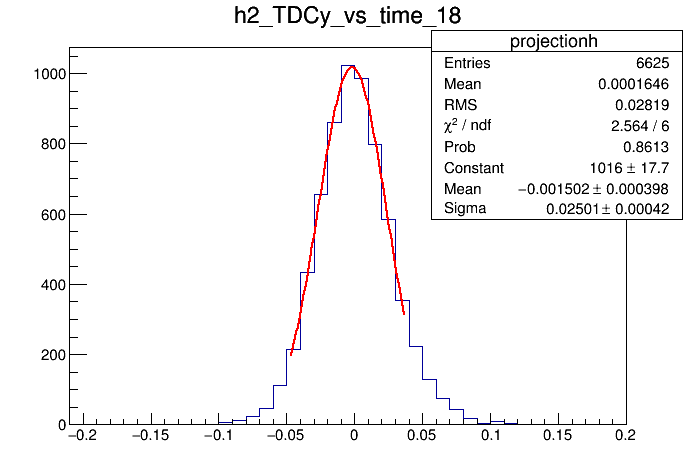 h2_TDCy_vs_time_18
projectionh
Entries 6625
Mean 0.0001646
RMS 0.02819
χ² / ndf 2.564 / 6
Prob 0.8613
Constant 1016 ± 17.7
Mean −0.001502 ± 0.000398
Sigma 0.02501 ± 0.00042
1000
800
600
400
200
0
−0.2 −0.15 −0.1 −0.05 0 0.05 0.1 0.15 0.2